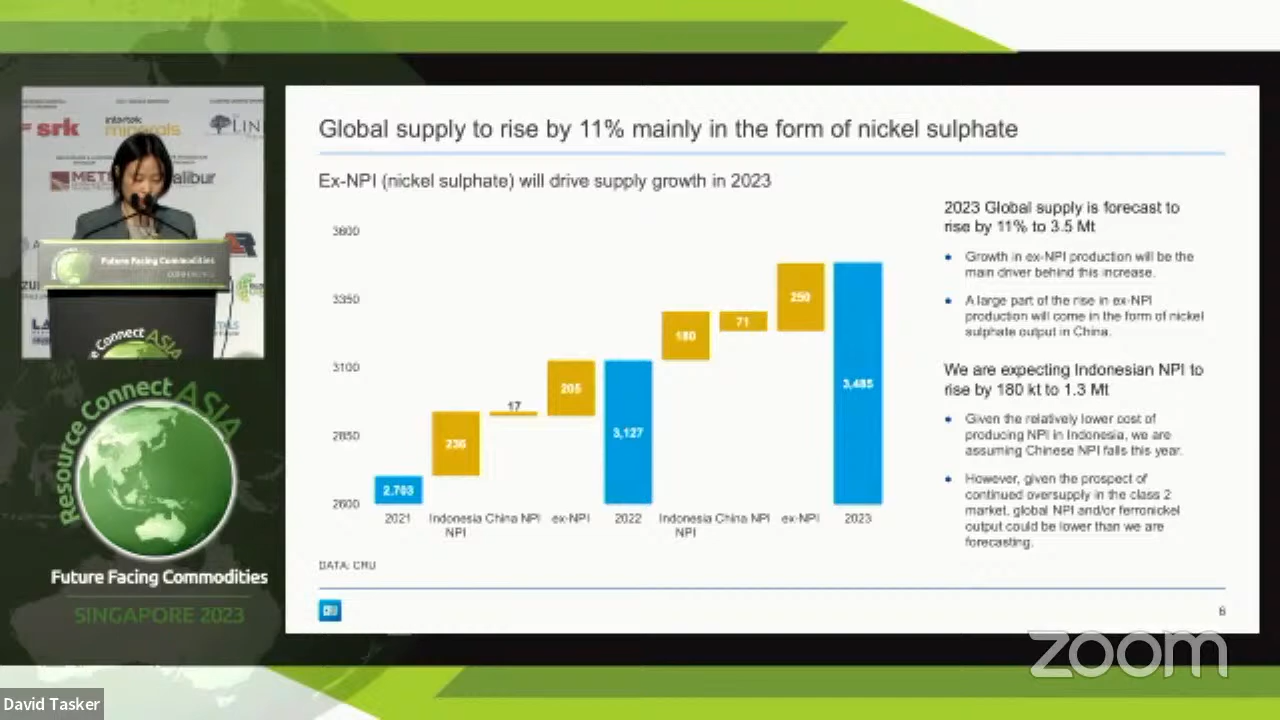 srk
intertek
minerals
LIN
METS
alibur
Future Facing Commodities
CONFERENCE
Connect ASIA
Resource Connect ASIA
Future Facing Commodities
SINGAPORE 2023
Global supply to rise by 11% mainly in the form of nickel sulphate
Ex-NPI (nickel sulphate) will drive supply growth in 2023
3600
3350
3100
2850
2600
2,703
236
17
205
3,127
180
71
250
3,485
2021
Indonesia NPI
China NPI
ex-NPI
2022
Indonesia NPI
China NPI
ex-NPI
2023
DATA: CRU
2023 Global supply is forecast to
rise by 11% to 3.5 Mt
• Growth in ex-NPI production will be the
main driver behind this increase.
• A large part of the rise in ex-NPI
production will come in the form of nickel
sulphate output in China.
We are expecting Indonesian NPI to
rise by 180 kt to 1.3 Mt
• Given the relatively lower cost of
producing NPI in Indonesia, we are
assuming Chinese NPI falls this year.
• However, given the prospect of
continued oversupply in the class 2
market, global NPI and/or ferronickel
output could be lower than we are
forecasting.
CRU
6
zoom
David Tasker